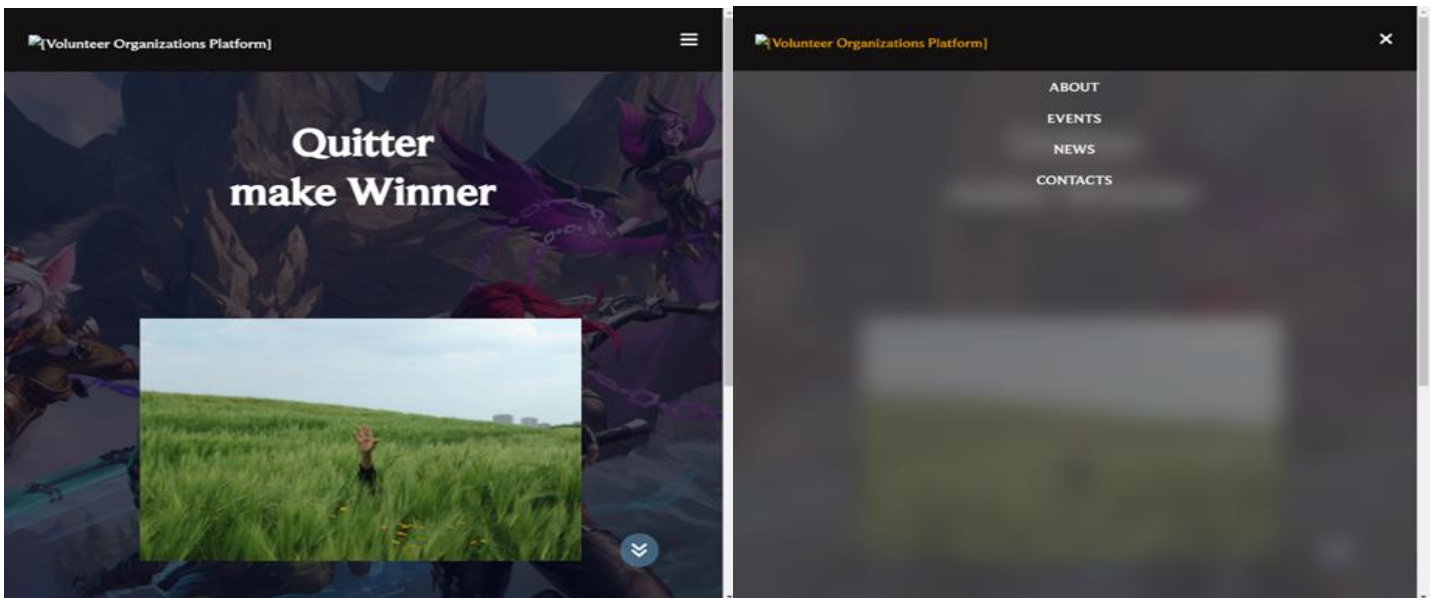 [Volunteer Organizations Platform]
Quitter
make Winner
[Volunteer Organizations Platform]
ABOUT
EVENTS
NEWS
CONTACTS